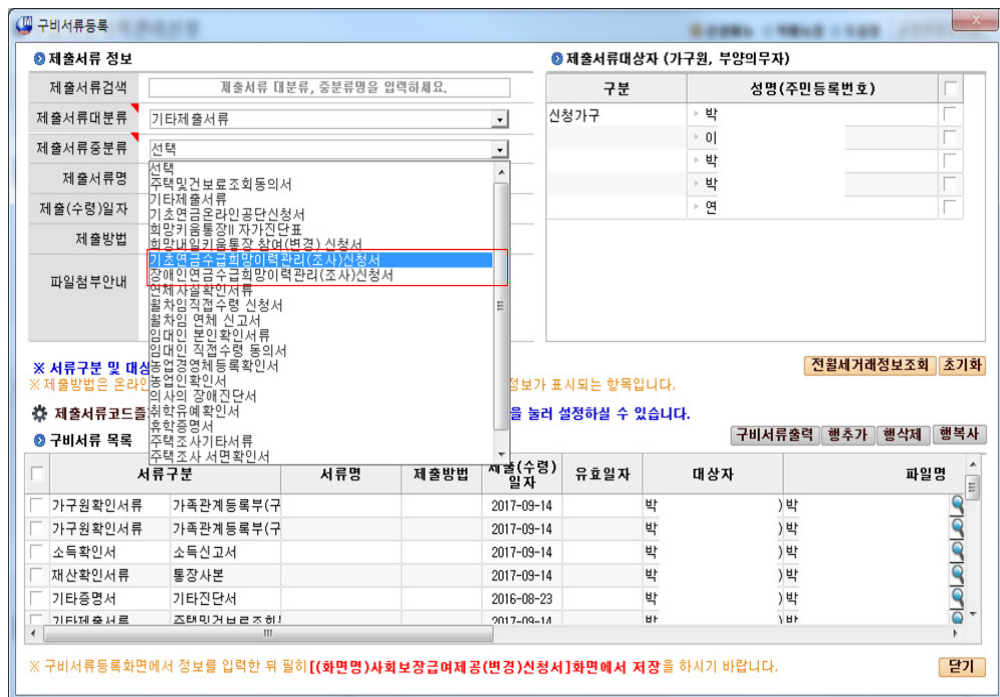 구비서류등록
제출서류 정보
제출서류대상자 (가구원, 부양의무자)
제출서류검색 제출서류 대분류, 중분류명을 입력하세요.
구분 성명(주민등록번호)
제출서류대분류 기타제출서류
신청가구 박
이
박
박
연
제출서류중분류 선택
제출서류명
제출(수령)일자
제출방법
파일첨부안내
선택
주택및건보료조회동의서
기타제출서류
기초연금온라인공단신청서
희망키움통장II 자가진단표
희망내일키움통장 참여(변경) 신청서
기초연금수급희망이력관리(조사)신청서
장애인연금수급희망이력관리(조사)신청서
연체사실확인서류
월차임직접수령 신청서
월차임 연체 신고서
임대인 본인확인서류
임대인 직접수령 동의서
농업경영체등록확인서
농업인확인서
의사의 장애진단서
취학유예확인서
휴학증명서
주택조사기타서류
주택조사 서면확인서
전월세거래정보조회 초기화
※ 서류구분 및 대상
※ 제출방법은 온라인 정보가 표시되는 항목입니다.
제출서류코드즐 을 눌러 설정하실 수 있습니다.
구비서류 목록
구비서류출력 행추가 행삭제 행복사
서류구분 서류명 제출방법 제출(수령)일자 유효일자 대상자 파일명
가구원확인서류 가족관계등록부(구 2017-09-14 박 ) 박
가구원확인서류 가족관계등록부(구 2017-09-14 박 ) 박
소득확인서 소득신고서 2017-09-14 박 ) 박
재산확인서류 통장사본 2017-09-14 박 ) 박
기타증명서 기타진단서 2016-08-23 박 ) 박
기타제출서류 주택및건보료조회 2017-09-14 박 ) 박
※ 구비서류등록화면에서 정보를 입력한 뒤 필히 [(화면명)사회보장급여제공(변경)신청서]화면에서 저장을 하시기 바랍니다.
닫기